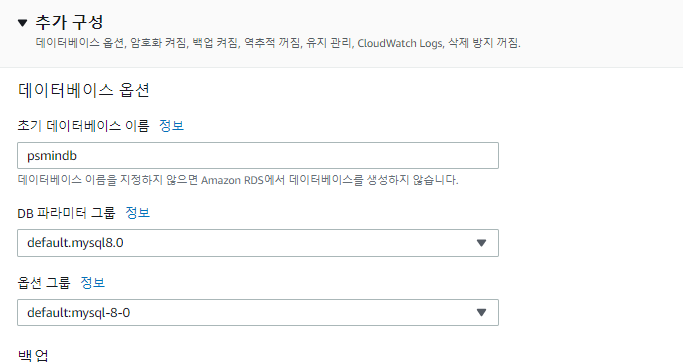 추가 구성
데이터베이스 옵션, 암호화 켜짐, 백업 켜짐, 역추적 꺼짐, 유지 관리, CloudWatch Logs, 삭제 방지 꺼짐.
데이터베이스 옵션
초기 데이터베이스 이름 정보
psmindb
데이터베이스 이름을 지정하지 않으면 Amazon RDS에서 데이터베이스를 생성하지 않습니다.
DB 파라미터 그룹 정보
default.mysql8.0
옵션 그룹 정보
default:mysql-8-0
백업